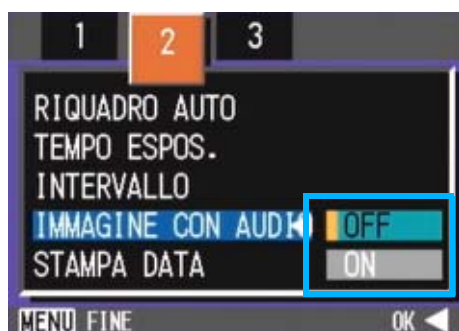 1 2 3
RIQUADRO AUTO
TEMPO ESPOS.
INTERVALLO
IMMAGINE CON AUDIO OFF
STAMPA DATA ON
MENU FINE OK